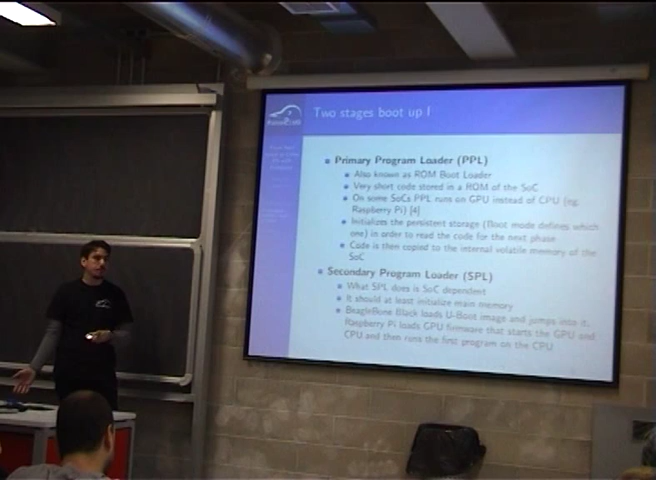 Two stages boot up I
Primary Program Loader (PPL)
Also known as ROM Boot Loader
Very short code stored in a ROM of the SoC
On some SoCs PPL runs on GPU instead of CPU (eg.
Raspberry Pi) [4]
Initializes the persistent storage (Boot mode defines which
one) in order to read the code for the next phase
Code is then copied to the internal volatile memory of the
SoC
Secondary Program Loader (SPL)
What SPL does is SoC dependent
It should at least initialize main memory
BeagleBone Black loads U-Boot image and jumps into it,
Raspberry Pi loads GPU firmware that starts the GPU and
CPU and then runs the first program on the CPU